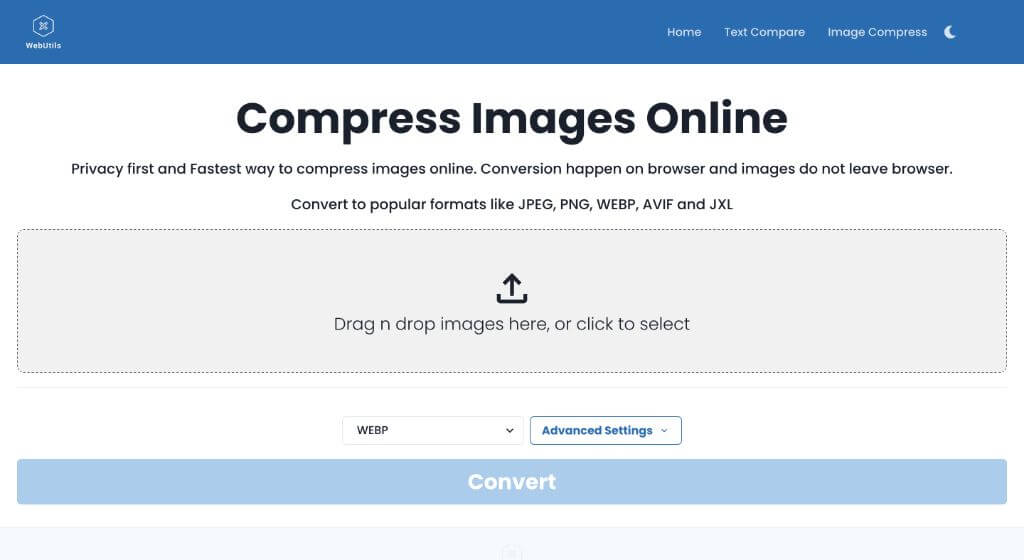 WebUtils
Home Text Compare Image Compress
Compress Images Online
Privacy first and Fastest way to compress images online. Conversion happen on browser and images do not leave browser.
Convert to popular formats like JPEG, PNG, WEBP, AVIF and JXL
Drag n drop images here, or click to select
WEBP Advanced Settings
Convert